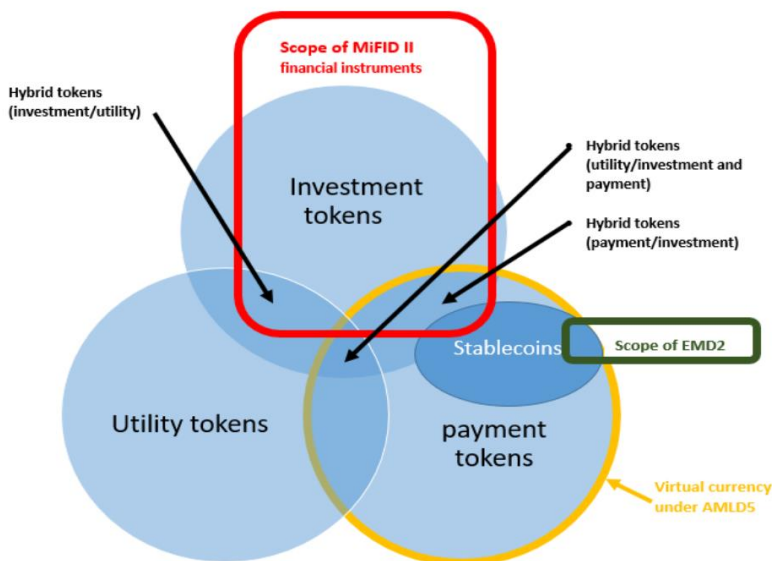 Scope of MiFID II
financial instruments
Hybrid tokens
(investment/utility)
Hybrid tokens
(utility/investment and
payment)
Investment
tokens
Hybrid tokens
(payment/investment)
Stablecoins
Scope of EMD2
Utility tokens
payment
tokens
Virtual currency
under AMLD5